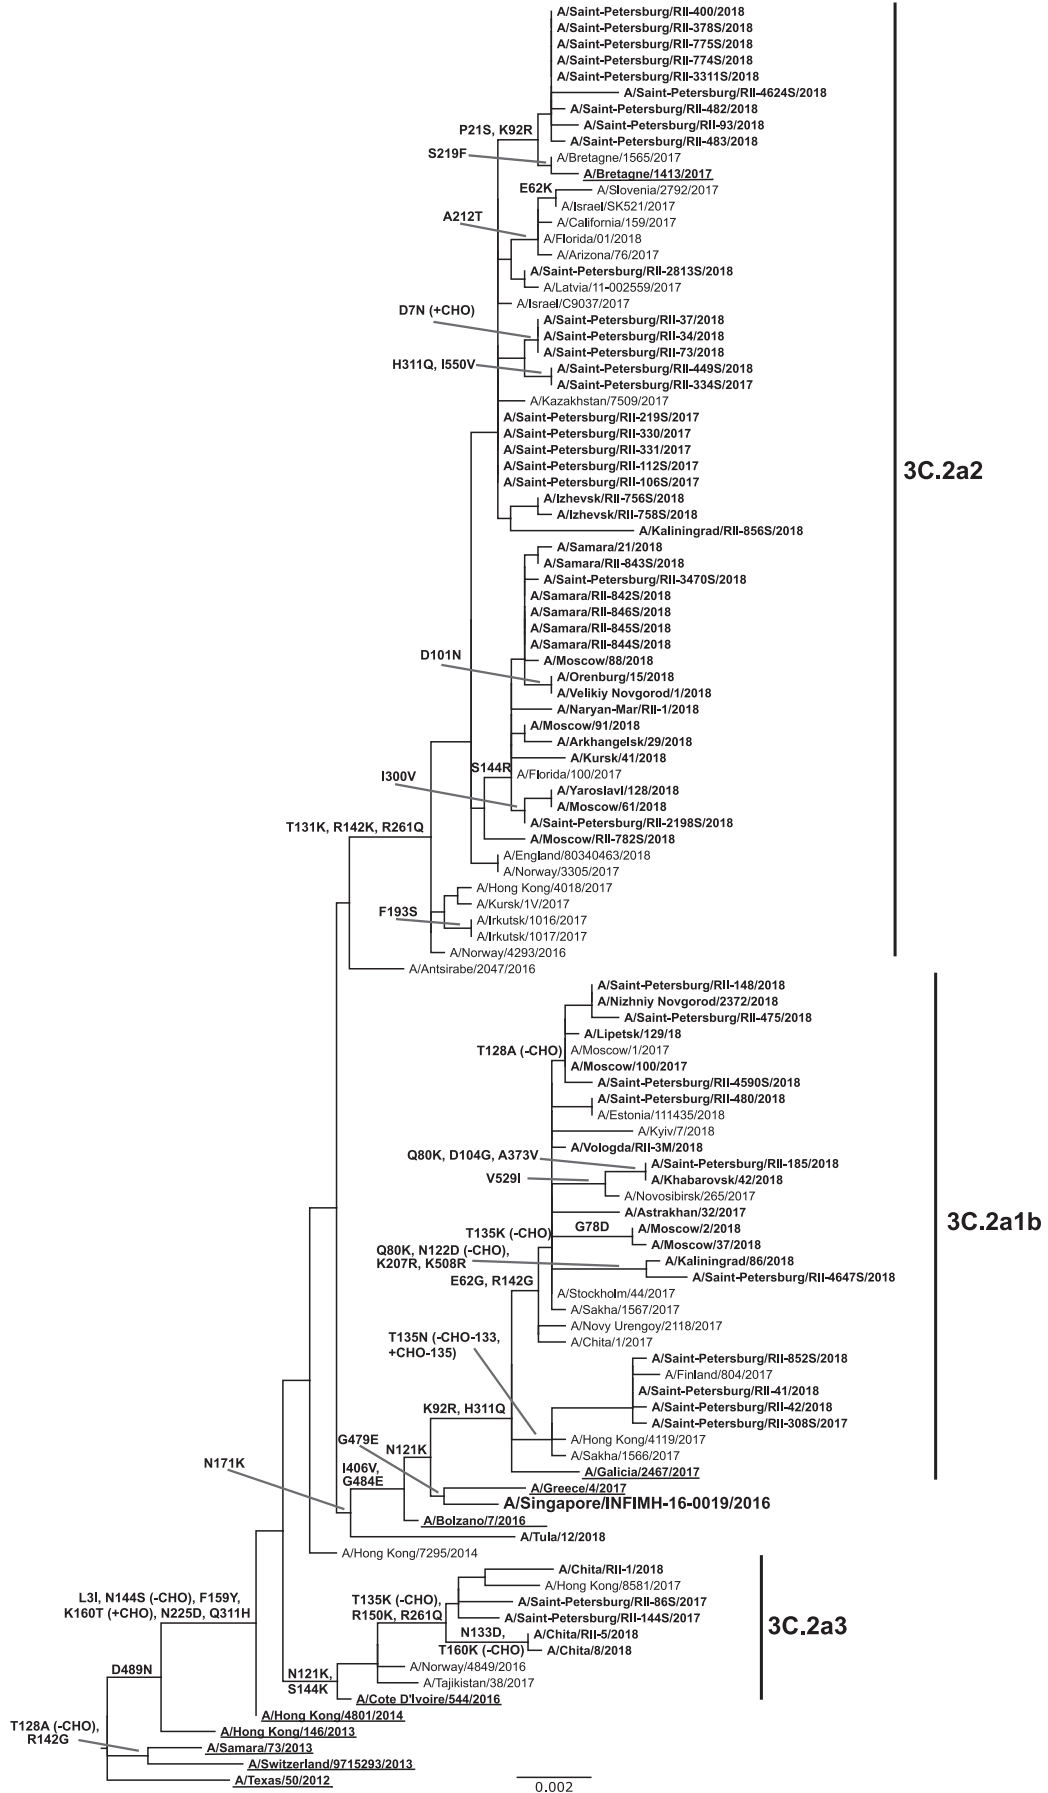 A/Saint-Petersburg/RII-400/2018
A/Saint-Petersburg/RII-378S/2018
A/Saint-Petersburg/RII-775S/2018
A/Saint-Petersburg/RII-774S/2018
A/Saint-Petersburg/RII-3311S/2018
A/Saint-Petersburg/RII-4624S/2018
A/Saint-Petersburg/RII-482/2018
A/Saint-Petersburg/RII-93/2018
P21S, K92R
A/Saint-Petersburg/RII-483/2018
S219F
A/Bretagne/1565/2017
A/Bretagne/1413/2017
E62K
A/Slovenia/2792/2017
A/Israel/SK521/2017
A212T
A/California/159/2017
A/Florida/01/2018
A/Arizona/76/2017
A/Saint-Petersburg/RII-2813S/2018
A/Latvia/11-002559/2017
A/Israel/C9037/2017
D7N (+CHO)
A/Saint-Petersburg/RII-37/2018
A/Saint-Petersburg/RII-34/2018
A/Saint-Petersburg/RII-73/2018
H311Q, I550V
A/Saint-Petersburg/RII-449S/2018
A/Saint-Petersburg/RII-334S/2017
A/Kazakhstan/7509/2017
A/Saint-Petersburg/RII-219S/2017
A/Saint-Petersburg/RII-330/2017
A/Saint-Petersburg/RII-331/2017
A/Saint-Petersburg/RII-112S/2017
3C.2a2
A/Saint-Petersburg/RII-106S/2017
A/Izhevsk/RII-756S/2018
A/Izhevsk/RII-758S/2018
A/Kaliningrad/RII-856S/2018
A/Samara/21/2018
A/Samara/RII-843S/2018
A/Saint-Petersburg/RII-3470S/2018
A/Samara/RII-842S/2018
A/Samara/RII-846S/2018
A/Samara/RII-845S/2018
A/Samara/RII-844S/2018
D101N
A/Moscow/88/2018
A/Orenburg/15/2018
A/Velikiy Novgorod/1/2018
A/Naryan-Mar/RII-1/2018
A/Moscow/91/2018
A/Arkhangelsk/29/2018
A/Kursk/41/2018
S144R
A/Florida/100/2017
I300V
A/Yaroslavl/128/2018
A/Moscow/61/2018
A/Saint-Petersburg/RII-2198S/2018
T131K, R142K, R261Q
A/Moscow/RII-782S/2018
A/England/80340463/2018
A/Norway/3305/2017
A/Hong Kong/4018/2017
A/Kursk/1V/2017
F193S
A/Irkutsk/1016/2017
A/Irkutsk/1017/2017
A/Norway/4293/2016
A/Antsirabe/2047/2016
A/Saint-Petersburg/RII-148/2018
A/Nizhniy Novgorod/2372/2018
A/Saint-Petersburg/RII-475/2018
A/Lipetsk/129/18
T128A (-CHO)
A/Moscow/1/2017
A/Moscow/100/2017
A/Saint-Petersburg/RII-4590S/2018
A/Saint-Petersburg/RII-480/2018
A/Estonia/111435/2018
A/Kyiv/7/2018
A/Vologda/RII-3M/2018
Q80K, D104G, A373V
A/Saint-Petersburg/RII-185/2018
V529I
A/Khabarovsk/42/2018
A/Novosibirsk/265/2017
A/Astrakhan/32/2017
3C.2a1b
T135K (-CHO)
G78D
A/Moscow/2/2018
A/Moscow/37/2018
Q80K, N122D (-CHO),
K207R, K508R
A/Kaliningrad/86/2018
A/Saint-Petersburg/RII-4647S/2018
E62G, R142G
A/Stockholm/44/2017
A/Sakha/1567/2017
A/Novy Urengoy/2118/2017
T135N (-CHO-133,
+CHO-135)
A/Chita/1/2017
A/Saint-Petersburg/RII-852S/2018
A/Finland/804/2017
A/Saint-Petersburg/RII-41/2018
K92R, H311Q
A/Saint-Petersburg/RII-42/2018
A/Saint-Petersburg/RII-308S/2017
G479E
A/Hong Kong/4119/2017
N121K
A/Sakha/1566/2017
N171K
I406V,
G484E
A/Galicia/2467/2017
A/Greece/4/2017
A/Singapore/INFIMH-16-0019/2016
A/Bolzano/7/2016
A/Tula/12/2018
A/Hong Kong/7295/2014
A/Chita/RII-1/2018
A/Hong Kong/8581/2017
L3I, N144S (-CHO), F159Y,
K160T (+CHO), N225D, Q311H
T135K (-CHO),
R150K, R261Q
A/Saint-Petersburg/RII-86S/2017
A/Saint-Petersburg/RII-144S/2017
3C.2a3
N133D,
T160K (-CHO)
A/Chita/RII-5/2018
A/Chita/8/2018
D489N
N121K,
S144K
A/Norway/4849/2016
A/Tajikistan/38/2017
A/Cote D'Ivoire/544/2016
A/Hong Kong/4801/2014
T128A (-CHO),
R142G
A/Hong Kong/146/2013
A/Samara/73/2013
A/Switzerland/9715293/2013
A/Texas/50/2012
0.002